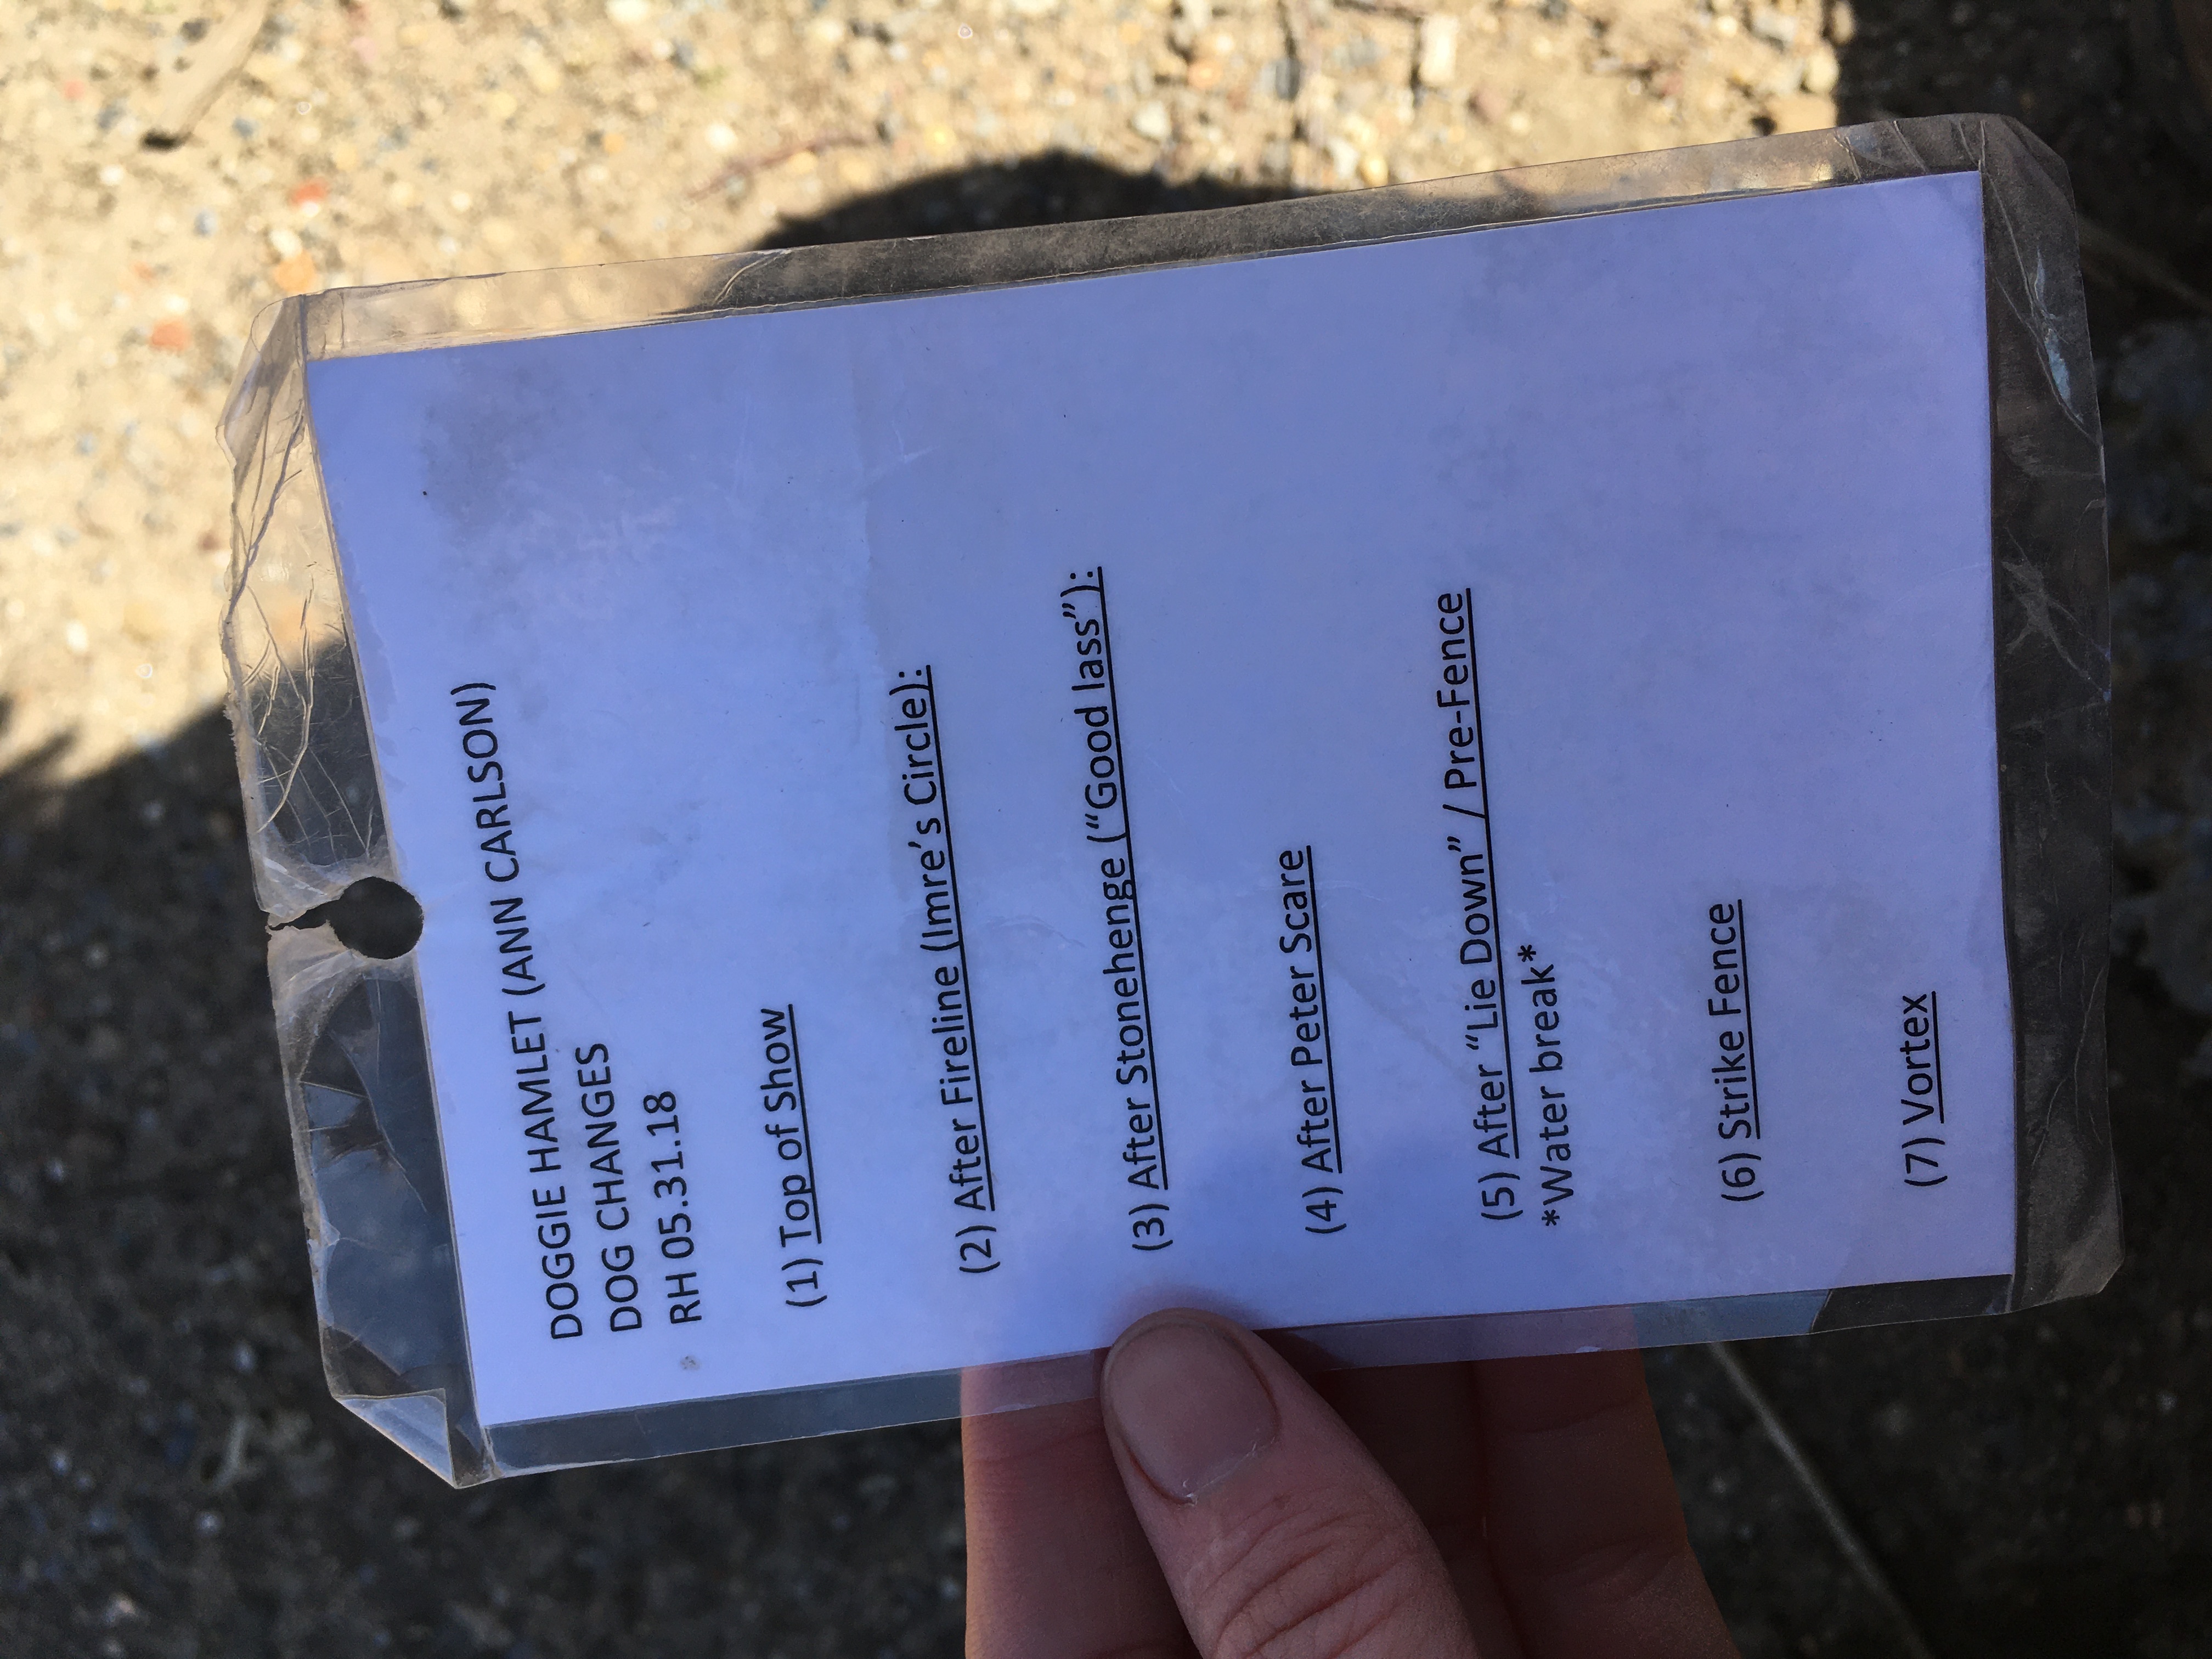 DOGGIE HAMLET (ANN CARLSON)
DOG CHANGES
RH 05.31.18
(1) Top of Show
(2) After Fireline (Imre’s Circle):
(3) After Stonehenge (“Good lass”):
(4) After Peter Scare
(5) After “Lie Down” / Pre-Fence
*Water break*
(6) Strike Fence
(7) Vortex